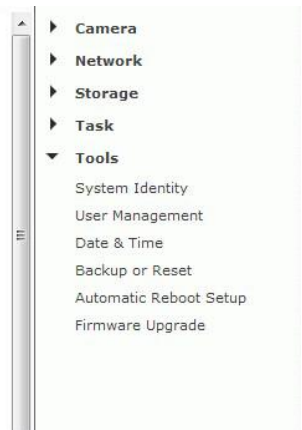 Camera
Network
Storage
Task
Tools
System Identity
User Management
Date & Time
Backup or Reset
Automatic Reboot Setup
Firmware Upgrade